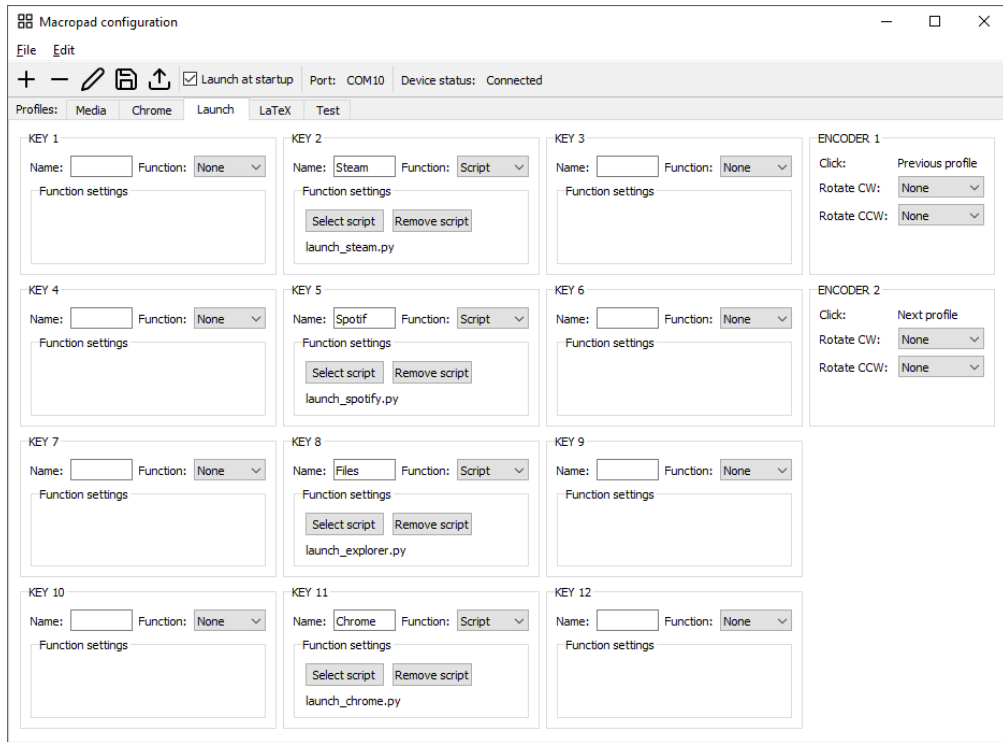 Macropad configuration
File Edit
Launch at startup Port: COM10 Device status: Connected
Profiles: Media Chrome Launch LaTeX Test
KEY 1 KEY 2 KEY 3 ENCODER 1
Name: Function: None Name: Steam Function: Script Name: Function: None Click: Previous profile
Function settings Function settings Function settings Rotate CW: None
Select script Remove script Rotate CCW: None
launch_steam.py
KEY 4 KEY 5 KEY 6 ENCODER 2
Name: Function: None Name: Spotif Function: Script Name: Function: None Click: Next profile
Function settings Function settings Function settings Rotate CW: None
Select script Remove script Rotate CCW: None
launch_spotify.py
KEY 7 KEY 8 KEY 9
Name: Function: None Name: Files Function: Script Name: Function: None
Function settings Function settings Function settings
Select script Remove script
launch_explorer.py
KEY 10 KEY 11 KEY 12
Name: Function: None Name: Chrome Function: Script Name: Function: None
Function settings Function settings Function settings
Select script Remove script
launch_chrome.py